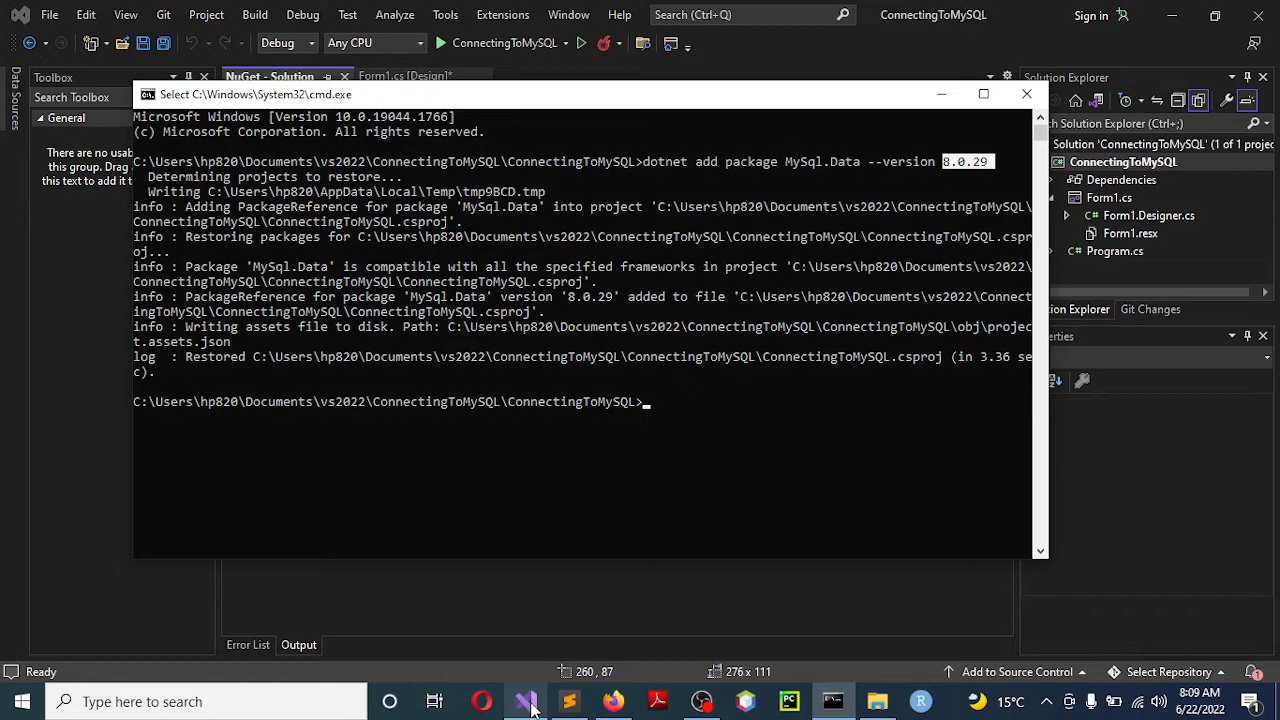 File Edit View Git Project Build Debug Test Analyze Tools Extensions Window Help Search (Ctrl+Q) ConnectingToMySQL Sign in
Debug Any CPU ConnectingToMySQL
Data Sources
Toolbox NuGet - Solution Form1.cs [Design]* Solution Explorer
Search Toolbox
General
There are no usab
this group. Drag
this text to add it t
Select C:\Windows\System32\cmd.exe
Microsoft Windows [Version 10.0.19044.1766]
(c) Microsoft Corporation. All rights reserved.
C:\Users\hp820\Documents\vs2022\ConnectingToMySQL\ConnectingToMySQL>dotnet add package MySql.Data --version 8.0.29
Determining projects to restore...
Writing C:\Users\hp820\AppData\Local\Temp\tmp9BCD.tmp
info : Adding PackageReference for package 'MySql.Data' into project 'C:\Users\hp820\Documents\vs2022\ConnectingToMySQL\
ConnectingToMySQL\ConnectingToMySQL.csproj'.
info : Restoring packages for C:\Users\hp820\Documents\vs2022\ConnectingToMySQL\ConnectingToMySQL\ConnectingToMySQL.cspr
oj...
info : Package 'MySql.Data' is compatible with all the specified frameworks in project 'C:\Users\hp820\Documents\vs2022\
ConnectingToMySQL\ConnectingToMySQL\ConnectingToMySQL.csproj'.
info : PackageReference for package 'MySql.Data' version '8.0.29' added to file 'C:\Users\hp820\Documents\vs2022\Connect
ingToMySQL\ConnectingToMySQL\ConnectingToMySQL.csproj'.
info : Writing assets file to disk. Path: C:\Users\hp820\Documents\vs2022\ConnectingToMySQL\ConnectingToMySQL\obj\projec
t.assets.json
log : Restored C:\Users\hp820\Documents\vs2022\ConnectingToMySQL\ConnectingToMySQL\ConnectingToMySQL.csproj (in 3.36 se
c).
C:\Users\hp820\Documents\vs2022\ConnectingToMySQL\ConnectingToMySQL>
ch Solution Explorer (Ctrl+;)
Solution 'ConnectingToMySQL' (1 of 1 project)
ConnectingToMySQL
Dependencies
Form1.cs
Form1.Designer.cs
Form1.resx
Program.cs
ion Explorer Git Changes
erties
Error List Output
Ready 260 , 87 276 x 111 Add to Source Control Select Repository 1
Type here to search PC R 15°C 8:09 AM
6/22/2022